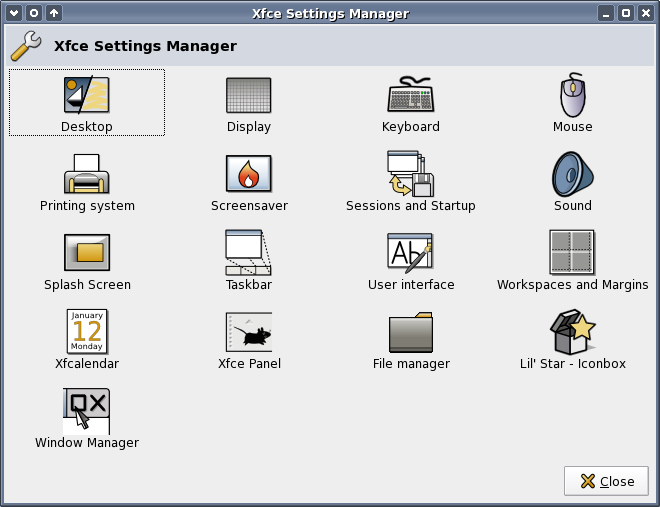 Xfce Settings Manager
Xfce Settings Manager
Desktop
Display
Keyboard
Mouse
Printing system
Screensaver
Sessions and Startup
Sound
Splash Screen
Taskbar
Ab
User interface
Workspaces and Margins
January
12
Monday
Xfcalendar
Xfce Panel
File manager
Lil' Star - Iconbox
Window Manager
Close